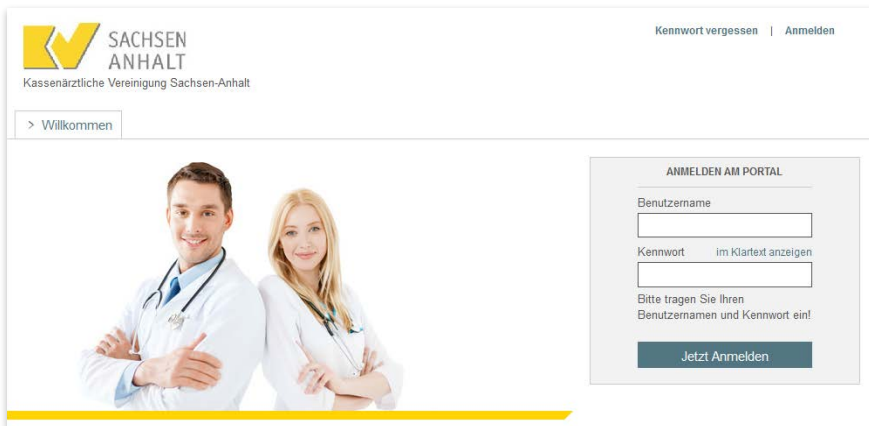 Kennwort vergessen | Anmelden
SACHSEN
ANHALT
Kassenärztliche Vereinigung Sachsen-Anhalt
> Willkommen
ANMELDEN AM PORTAL
Benutzername
Kennwort im Klartext anzeigen
Bitte tragen Sie Ihren
Benutzernamen und Kennwort ein!
Jetzt Anmelden